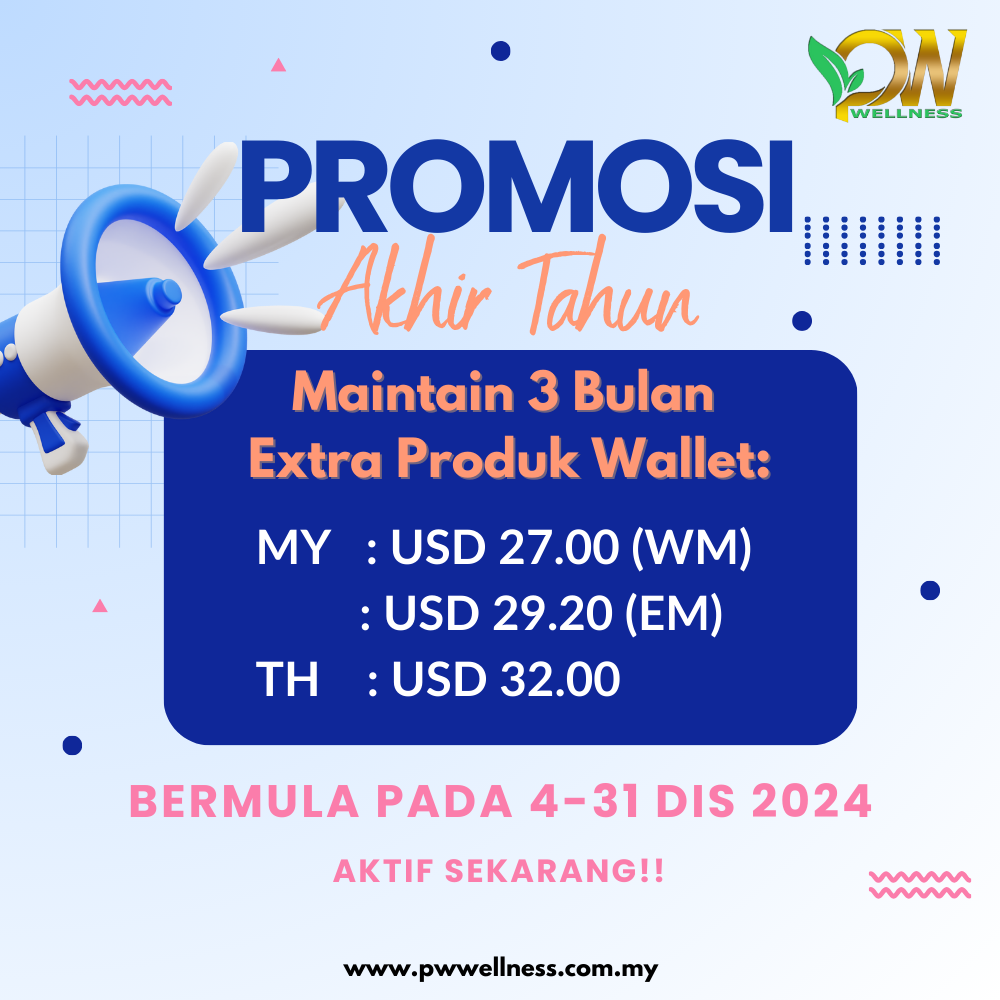 PW
WELLNESS
PROMOSI
Akhir Tahun
Maintain 3 Bulan
Extra Produk Wallet:
MY : USD 27.00 (WM)
: USD 29.20 (EM)
TH : USD 32.00
BERMULA PADA 4-31 DIS 2024
AKTIF SEKARANG!!
www.pwwellness.com.my